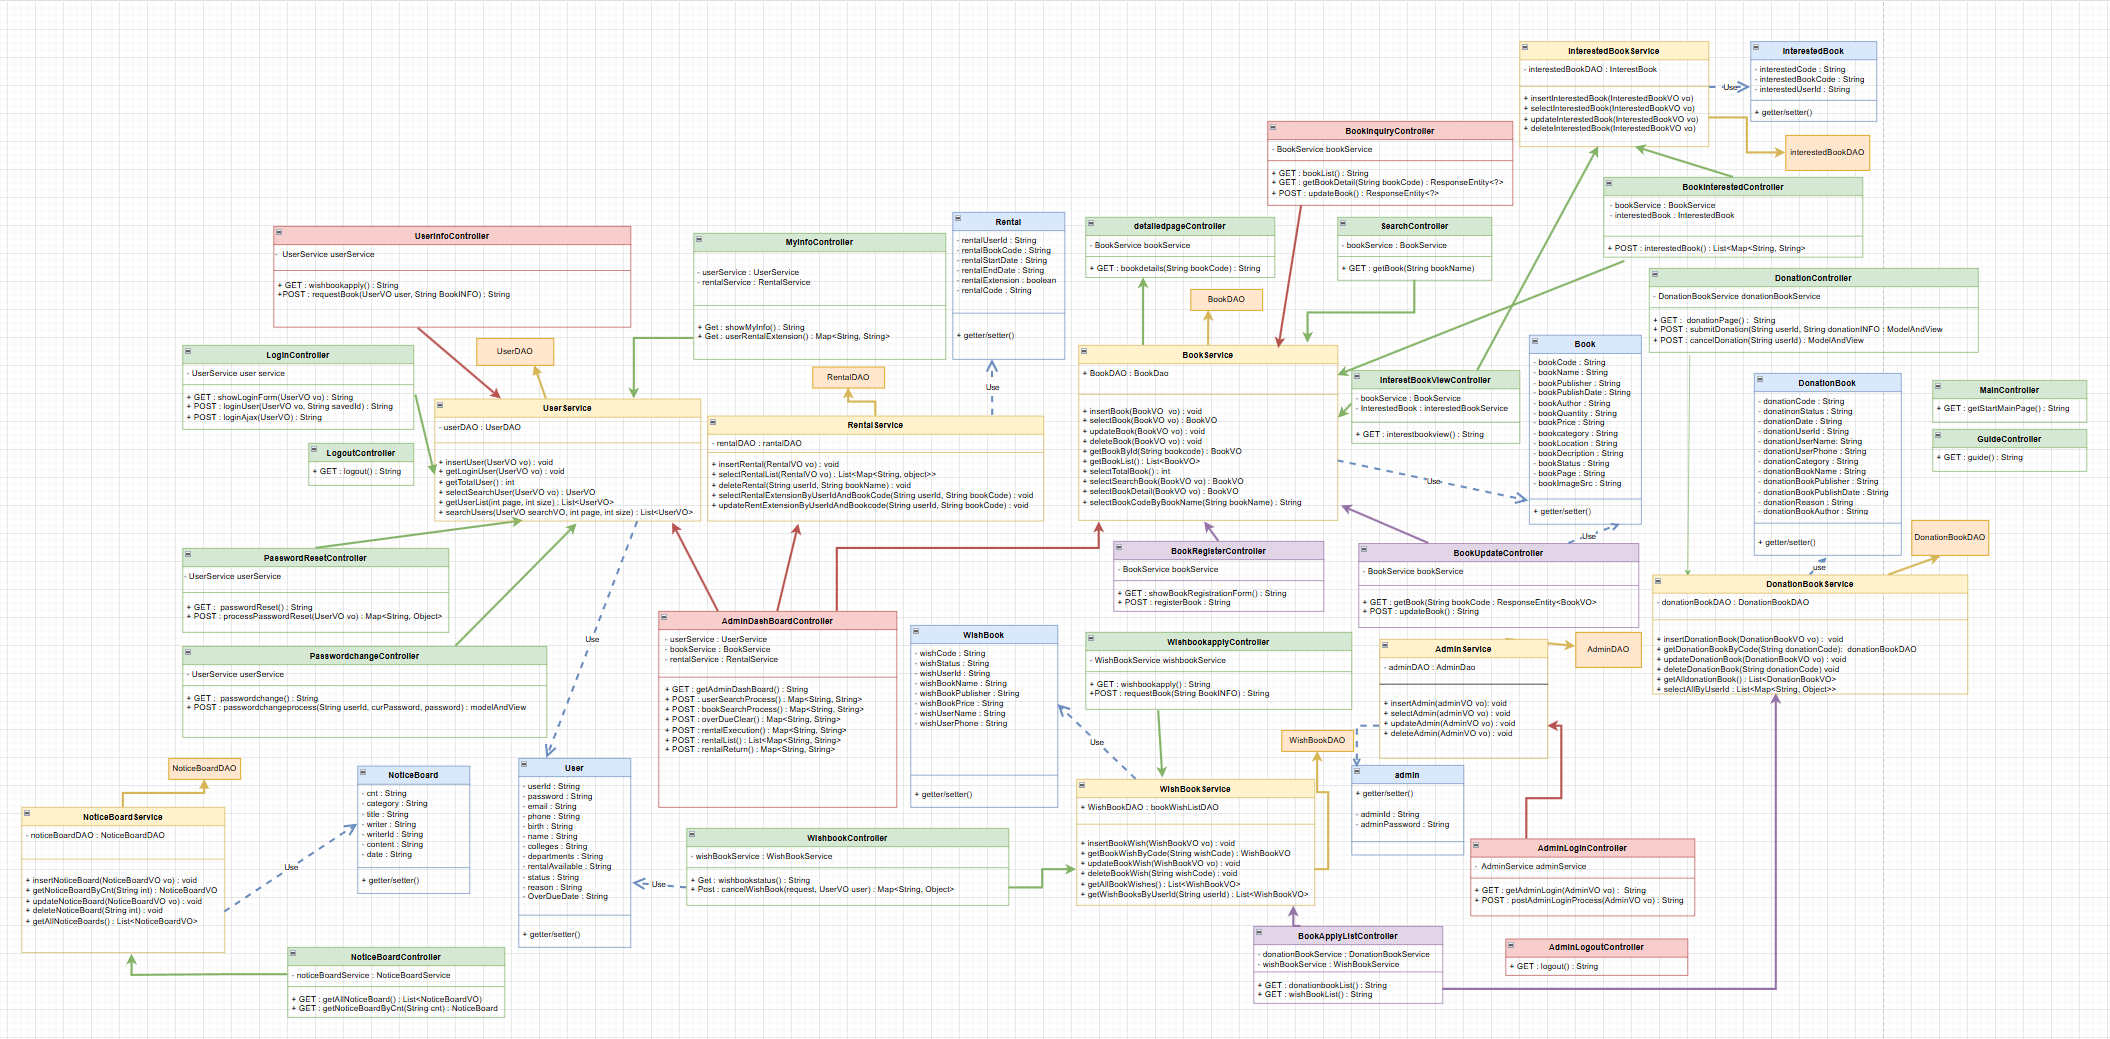 InterestedBookService
- interestedBookDAO : InterestBook
+ insertInterestedBook(InterestedBookVO vo)
+ selectInterestedBook(InterestedBookVO vo)
+ updateInterestedBook(InterestedBookVO vo)
+ deleteInterestedBook(InterestedBookVO vo)
Use
InterestedBook
- interestedCode : String
- interestedBookCode : String
- interestedUserId : String
+ getter/setter()
interestedBookDAO
BookInquiryController
- BookService bookService
+ GET : bookList() : String
+ GET : getBookDetail(String bookCode) : ResponseEntity<?>
+ POST : updateBook() : ResponseEntity<?>
BookInterestedController
- bookService : BookService
- interestedBook : InterestedBook
+ POST : interestedBook() : List<Map<String, String>
UserInfoController
- UserService userService
+ GET : wishbookapply() : String
+POST : requestBook(UserVO user, String BookINFO) : String
MyInfoController
- userService : UserService
- rentalService : RentalService
+ Get : showMyInfo() : String
+ Get : userRentalExtension() : Map<String, String>
Rental
- rentalUserId : String
- rentalBookCode : String
- rentalStartDate : String
- rentalEndDate : String
- rentalExtension : boolean
- rentalCode : String
+ getter/setter()
Use
detailedpageController
- BookService bookService
+ GET : bookdetails(String bookCode) : String
SearchController
- bookService : BookService
+ GET : getBook(String bookName)
BookDAO
DonationController
- DonationBookService donationBookService
+ GET : donationPage() : String
+ POST : submitDonation(String userId, String donationINFO : ModelAndView
+ POST : cancelDonation(String userId) : ModelAndView
LoginController
- UserService user service
+ GET : showLoginForm(UserVO vo) : String
+ POST : loginUser(UserVO vo, String savedId) : String
+ POST : loginAjax(UserVO) : String
LogoutController
+ GET : logout() : String
UserDAO
UserService
- userDAO : UserDAO
+ insertUser(UserVO vo) : void
+ getLoginUser(UserVO vo) : void
+ getTotalUser() : int
+ selectSearchUser(UserVO vo) : UserVO
+ getUserList(int page, int size) : List<UserVO>
+ searchUsers(UserVO searchVO, int page, int size) : List<UserVO>
RentalDAO
RentalService
- rentalDAO : rantalDAO
+ insertRental(RentalVO vo) : void
+ selectRentalList(RentalVO vo) : List<Map<String, object>>
+ deleteRental(String userId, String bookName) : void
+ selectRentalExtensionByUserIdAndBookCode(String userId, String bookCode) : void
+ updateRentExtensionByUserIdAndBookcode(String userId, String bookCode) : void
BookService
+ BookDAO : BookDao
+ insertBook(BookVO vo) : void
+ selectBook(BookVO vo) : BookVO
+ updateBook(BookVO vo) : void
+ deleteBook(BookVO vo) : void
+ getBookById(String bookcode) : BookVO
+ getBookList() : List<BookVO>
+ selectTotalBook() : int
+ selectSearchBook(BookVO vo) : BookVO
+ selectBookDetail(BookVO vo) : BookVO
+ selectBookCodeByBookName(String bookName) : String
InterestBookViewController
- bookService : BookService
- InterestedBook : interestedBookService
+ GET : interestbookview() : String
Use
Book
- bookCode : String
- bookName : String
- bookPublisher : String
- bookPublishDate : String
- bookAuthor : String
- bookQuantity : String
- bookPrice : String
- bookcategory : String
- bookLocation : String
- bookDecription : String
- bookStatus : String
- bookPage : String
- bookImageSrc : String
+ getter/setter()
Use
DonationBook
- donationCode : String
- donatinonStatus : String
- donationDate : String
- donationUserId : String
- donationUserName: String
- donationUserPhone : String
- donationCategory : String
- donationBookName : String
- donationBookPublisher : String
- donationBookPublishDate : String
- donationReason : String
- donationBookAuthor : String
+ getter/setter()
use
MainController
+ GET : getStartMainPage() : String
GuideController
+ GET : guide() : String
DonationBookDAO
PasswordResetController
- UserService userService
+ GET : passwordReset() : String
+ POST : processPasswordReset(UserVO vo) : Map<String, Object>
PasswordchangeController
- UserService userService
+ GET : passwordchange() : String
+ POST : passwordchangeprocess(String userId, curPassword, password) : modelAndView
Use
AdminDashBoardController
- userService : UserService
- bookService : BookService
- rentalService : RentalService
+ GET : getAdminDashBoard() : String
+ POST : userSearchProcess() : Map<String, String>
+ POST : bookSearchProcess() : Map<String, String>
+ POST : overDueClear() : Map<String, String>
+ POST : rentalExecution() : Map<String, String>
+ POST : rentalList() : List<Map<String, String>
+ POST : rentalReturn() : Map<String, String>
BookRegisterController
- BookService bookService
+ GET : showBookRegistrationForm() : String
+ POST : registerBook : String
BookUpdateController
- BookService bookService
+ GET : getBook(String bookCode : ResponseEntity<BookVO>
+ POST : updateBook() : String
DonationBookService
- donationBookDAO : DonationBookDAO
+ insertDonationBook(DonationBookVO vo) : void
+ getDonationBookByCode(String donationCode): donationBookDAO
+ updateDonationBook(DonationBookVO vo) : void
+ deleteDonationBook(String donationCode) void
+ getAlldonationBook() : List<DonationBookVO>
+ selectAllByUserId : List<Map<String, Object>>
WishBook
- wishCode : String
- wishStatus : String
- wishUserId : String
- wishBookName : String
- wishBookPublisher : String
- wishBookPrice : String
- wishUserName : String
- wishUserPhone : String
+ getter/setter()
Use
WishbookapplyController
- WishBookService wishbookService
+ GET : wishbookapply() : String
+POST : requestBook(String BookINFO) : String
AdminService
- adminDAO : AdminDao
+ insertAdmin(adminVO vo) : void
+ selectAdmin(adminVO vo) : void
+ updateAdmin(AdminVO vo) : void
+ deleteAdmin(AdminVO vo) : void
AdminDAO
WishBookDAO
admin
+ getter/setter()
- adminId : String
- adminPassword : String
NoticeBoardDAO
NoticeBoardService
- noticeBoardDAO : NoticeBoardDAO
+ insertNoticeBoard(NoticeBoardVO vo) : void
+ getNoticeBoardByCnt(String int) : NoticeBoardVO
+ updateNoticeBoard(NoticeBoardVO vo) : void
+ deleteNoticeBoard(String int) : void
+ getAllNoticeBoards() : List<NoticeBoardVO>
Use
NoticeBoard
- cnt : String
- category : String
- title : String
- writer : String
- writerId : String
- content : String
- date : String
+ getter/setter()
User
- userId : String
- password : String
- email : String
- phone : String
- birth : String
- name : String
- colleges : String
- departments : String
- rentalAvailable : String
- status : String
- reason : String
- OverDueDate : String
+ getter/setter()
Use
WishbookController
- wishBookService : WishBookService
+ Get : wishbookstatus() : String
+ Post : cancelWishBook(request, UserVO user) : Map<String, Object>
WishBookService
+ WishBookDAO : bookWishListDAO
+ insertBookWish(WishBookVO vo) : void
+ getBookWishByCode(String wishCode) : WishBookVO
+ updateBookWish(WishBookVO vo) : void
+ deleteBookWish(String wishCode) : void
+ getAllBookWishes() : List<WishBookVO>
+ getWishBooksByUserId(String userId) : List<WishBookVO>
AdminLoginController
- AdminService adminService
+ GET : getAdminLogin(AdminVO vo) : String
+ POST : postAdminLoginProcess(AdminVO vo) : String
NoticeBoardController
- noticeBoardService : NoticeBoardService
+ GET : getAllNoticeBoard() : List<NoticeBoardVO)
+ GET : getNoticeBoardByCnt(String cnt) : NoticeBoard
BookApplyListController
- donationBookService : DonationBookService
- wishBookService : WishBookService
+ GET : donationbookList() : String
+ GET : wishBookList() : String
AdminLogoutController
+ GET : logout() : String